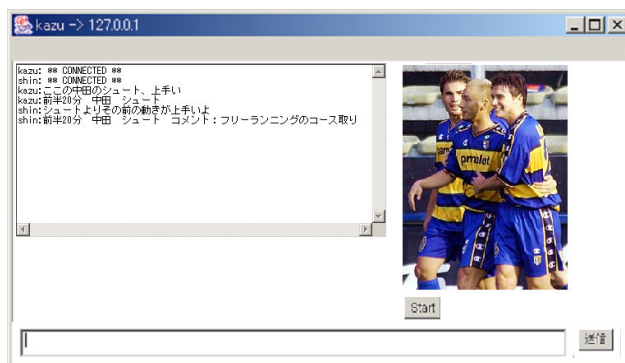 kazu -> 127.0.0.1
kazu: ** CONNECTED **
shin: ** CONNECTED **
kazu:ここの中田のシュート、上手い
kazu:前半20分　中田　シュート
shin:シュートよりその前の動きが上手いよ
shin:前半20分　中田　シュート　コメント：フリーランニングのコース取り
parmalat
Start
送信